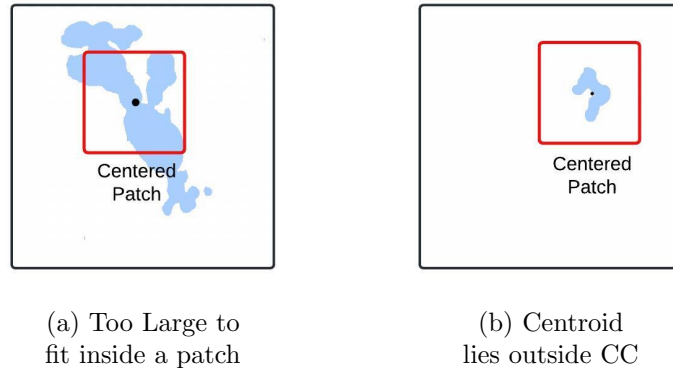 Centered
Patch
Centered
Patch
(a) Too Large to
fit inside a patch
(b) Centroid
lies outside CC